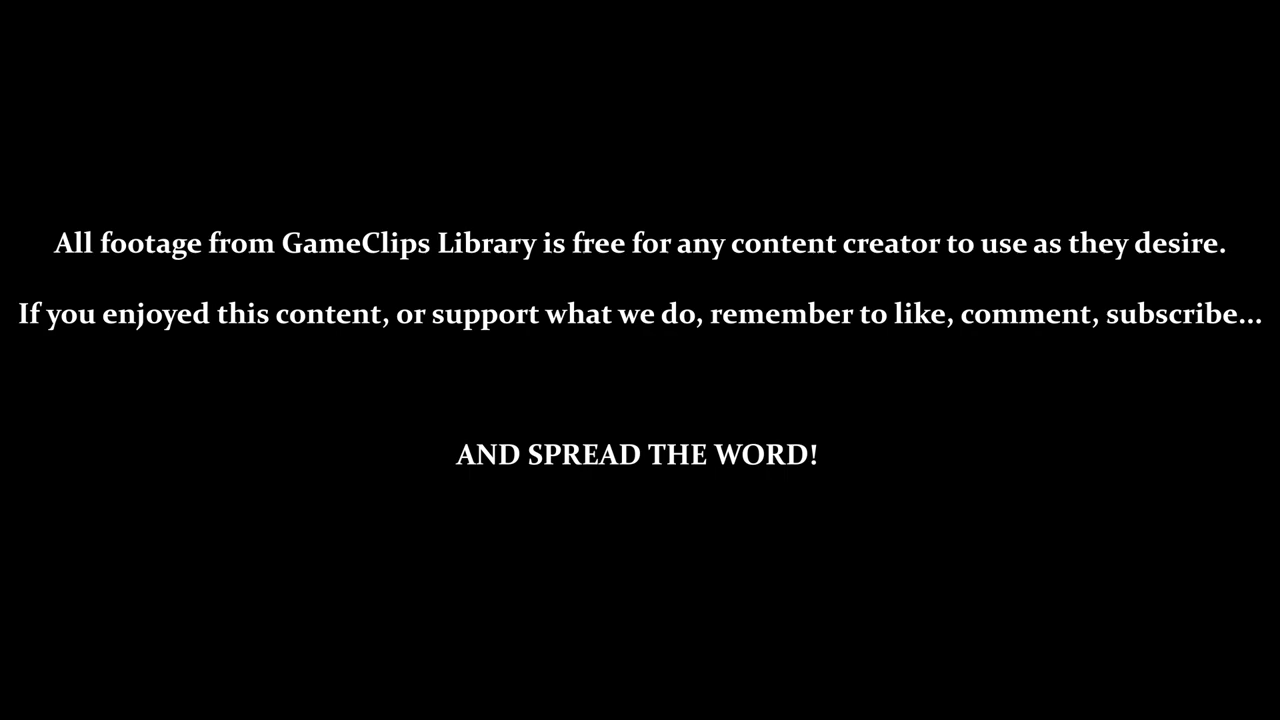 All footage from GameClips Library is free for any content creator to use as they desire.
If you enjoyed this content, or support what we do, remember to like, comment, subscribe...
AND SPREAD THE WORD!